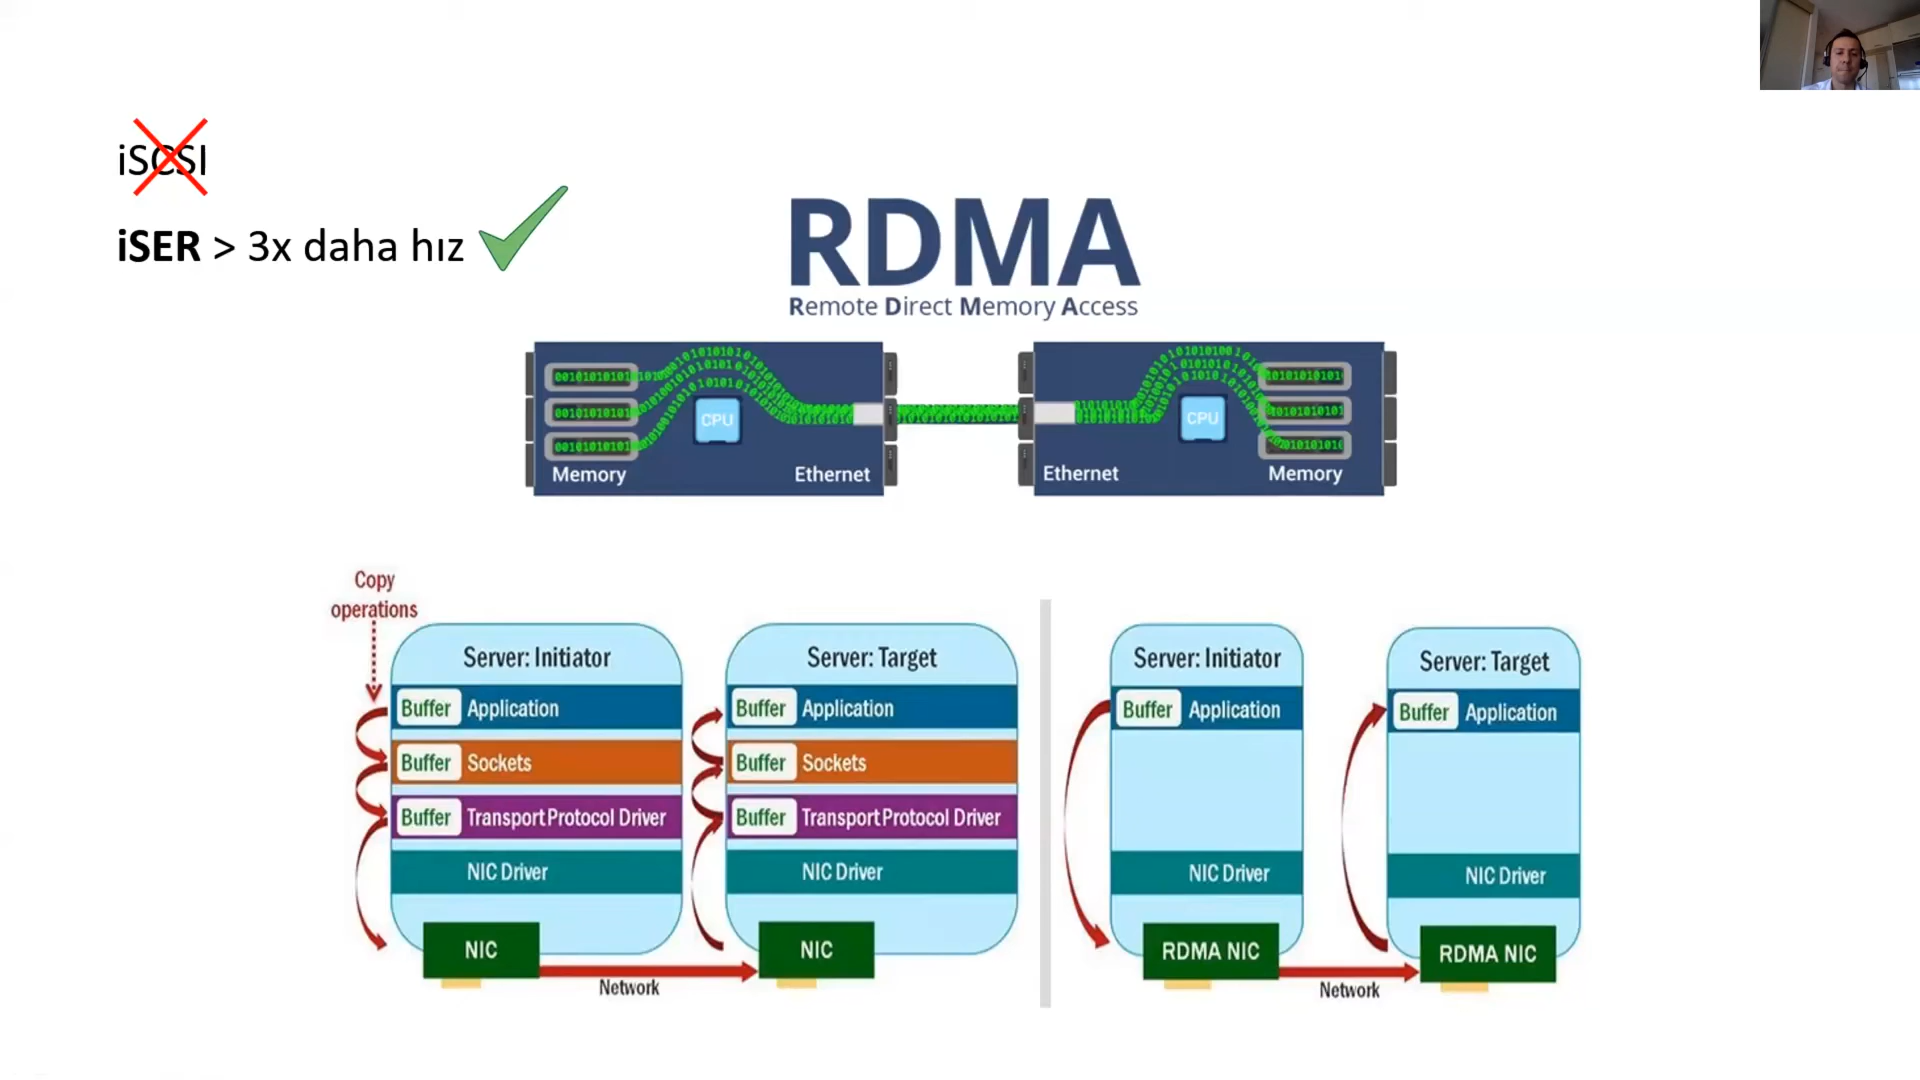 iSCSI
iSER > 3x daha hız
RDMA
Remote Direct Memory Access
CPU
Memory
Ethernet
CPU
Ethernet
Memory
Copy
operations
Server: Initiator
Buffer Application
Buffer Sockets
Buffer Transport Protocol Driver
NIC Driver
NIC
Network
Server: Target
Buffer Application
Buffer Sockets
Buffer Transport Protocol Driver
NIC Driver
NIC
Server: Initiator
Buffer Application
NIC Driver
RDMA NIC
Network
Server: Target
Buffer Application
NIC Driver
RDMA NIC